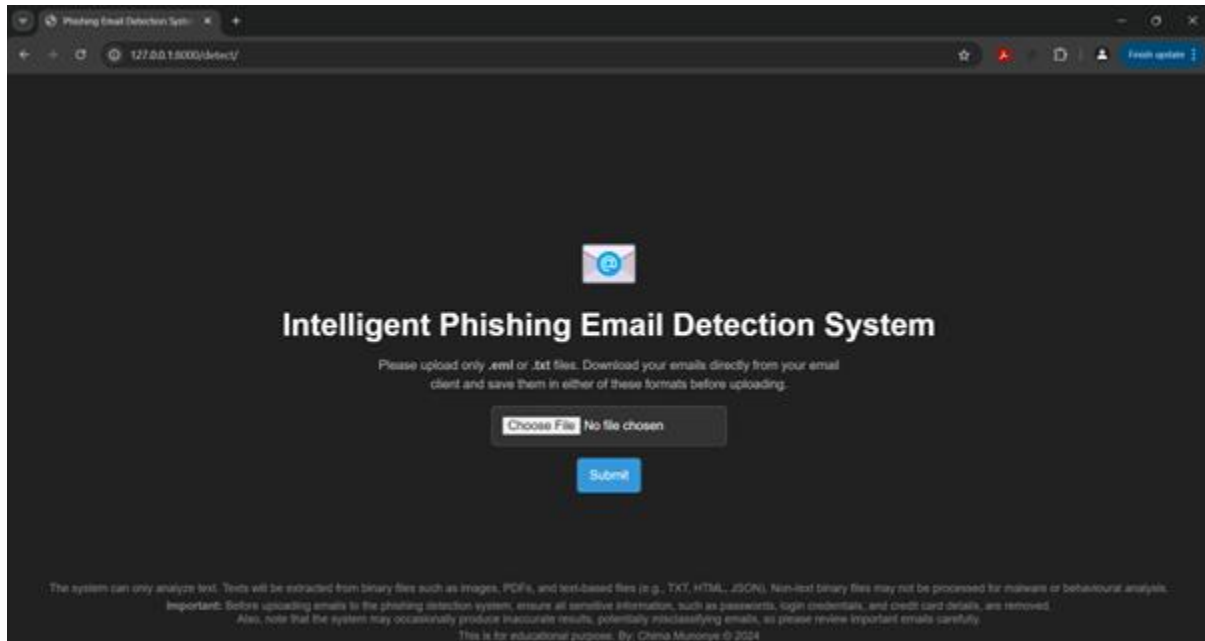 Phishing Email Detection Syste
127.0.0.1:8000/detect/
Finish update
Intelligent Phishing Email Detection System
Please upload only .eml or .txt files. Download your emails directly from your email
client and save them in either of these formats before uploading.
Choose File No file chosen
Submit
The system can only analyze text. Texts will be extracted from binary files such as images, PDFs, and text-based files (e.g., TXT, HTML, JSON). Non-text binary files may not be processed for malware or behavioural analysis.
Important: Before uploading emails to the phishing detection system, ensure all sensitive information, such as passwords, login credentials, and credit card details, are removed.
Also, note that the system may occasionally produce inaccurate results, potentially misclassifying emails, so please review important emails carefully.
This is for educational purpose. By: Chima Munonye © 2024